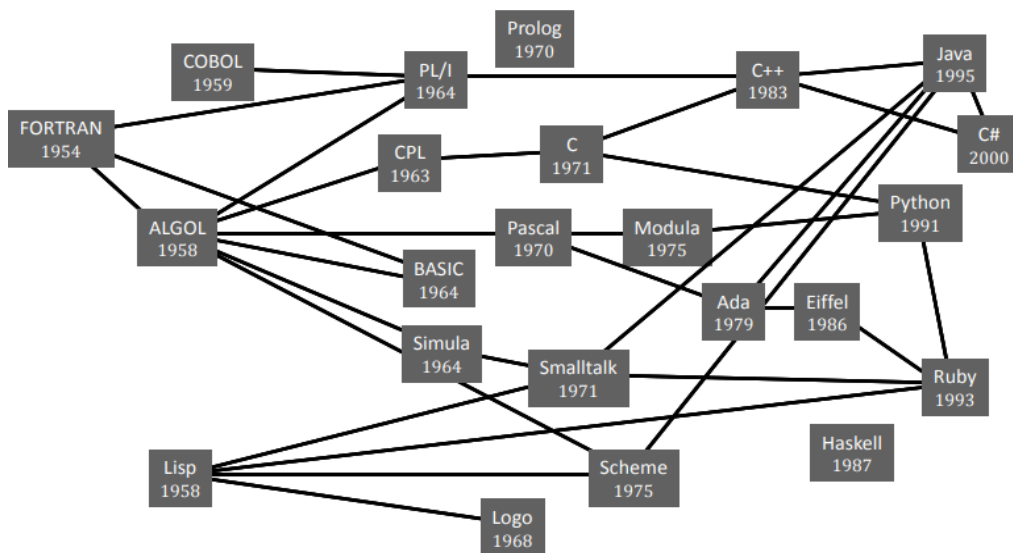 Prolog
1970
COBOL
1959
PL/I
1964
C++
1983
Java
1995
FORTRAN
1954
CPL
1963
C
1971
C#
2000
ALGOL
1958
Pascal
1970
Modula
1975
Python
1991
BASIC
1964
Ada
1979
Eiffel
1986
Simula
1964
Smalltalk
1971
Ruby
1993
Lisp
1958
Scheme
1975
Haskell
1987
Logo
1968